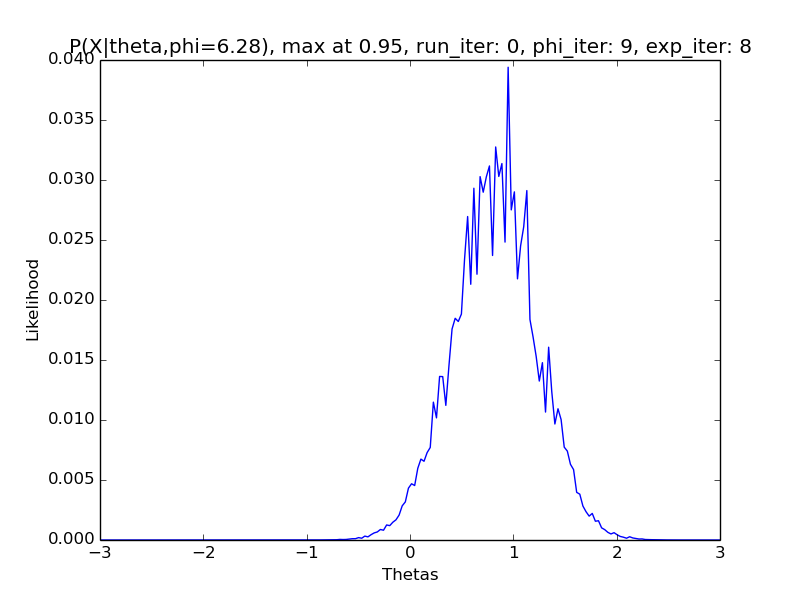 P(X|theta,phi=6.28), max at 0.95, run_iter: 0, phi_iter: 9, exp_iter: 8
0.040
0.035
0.030
0.025
0.020
0.015
0.010
0.005
0.000
Likelihood
−3 −2 −1 0 1 2 3
Thetas